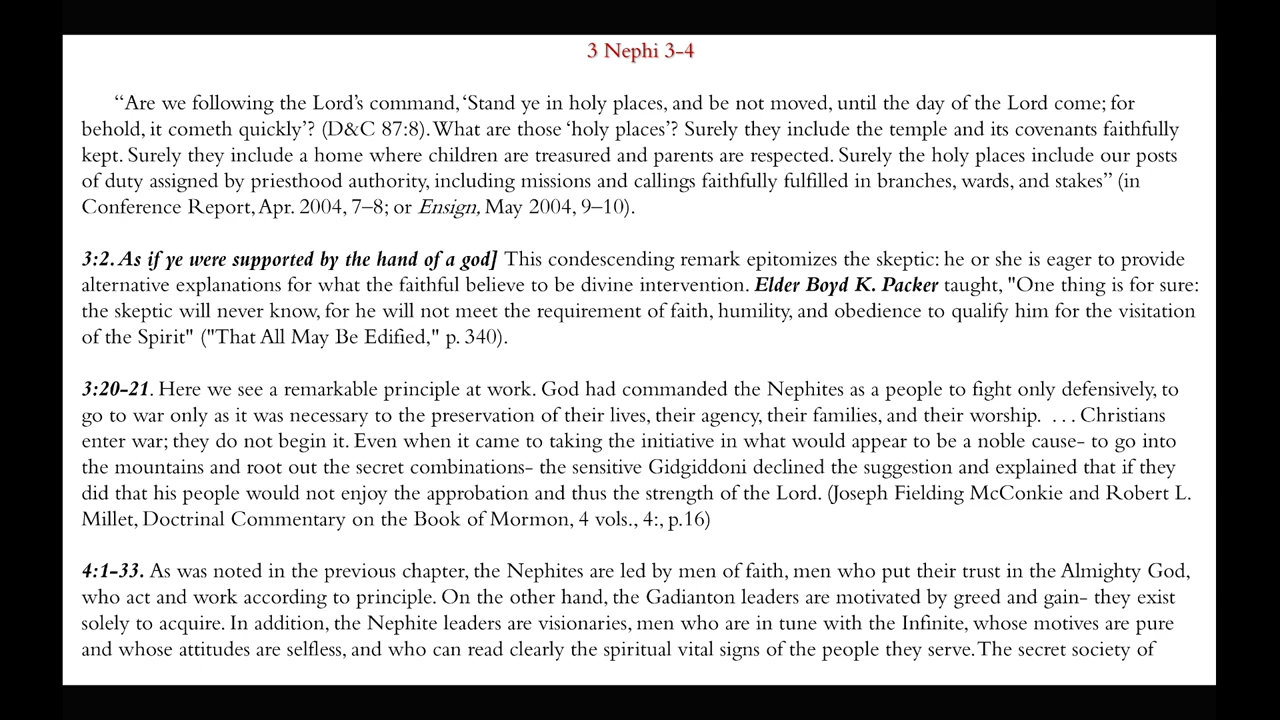 3 Nephi 3-4
“Are we following the Lord’s command, ‘Stand ye in holy places, and be not moved, until the day of the Lord come; for
behold, it cometh quickly’? (D&C 87:8). What are those ‘holy places’? Surely they include the temple and its covenants faithfully
kept. Surely they include a home where children are treasured and parents are respected. Surely the holy places include our posts
of duty assigned by priesthood authority, including missions and callings faithfully fulfilled in branches, wards, and stakes” (in
Conference Report, Apr. 2004, 7–8; or Ensign, May 2004, 9–10).
3:2. As if ye were supported by the hand of a god] This condescending remark epitomizes the skeptic: he or she is eager to provide
alternative explanations for what the faithful believe to be divine intervention. Elder Boyd K. Packer taught, "One thing is for sure:
the skeptic will never know, for he will not meet the requirement of faith, humility, and obedience to qualify him for the visitation
of the Spirit" ("That All May Be Edified," p. 340).
3:20-21. Here we see a remarkable principle at work. God had commanded the Nephites as a people to fight only defensively, to
go to war only as it was necessary to the preservation of their lives, their agency, their families, and their worship. . . . Christians
enter war; they do not begin it. Even when it came to taking the initiative in what would appear to be a noble cause- to go into
the mountains and root out the secret combinations- the sensitive Gidgiddoni declined the suggestion and explained that if they
did that his people would not enjoy the approbation and thus the strength of the Lord. (Joseph Fielding McConkie and Robert L.
Millet, Doctrinal Commentary on the Book of Mormon, 4 vols., 4:, p.16)
4:1-33. As was noted in the previous chapter, the Nephites are led by men of faith, men who put their trust in the Almighty God,
who act and work according to principle. On the other hand, the Gadianton leaders are motivated by greed and gain- they exist
solely to acquire. In addition, the Nephite leaders are visionaries, men who are in tune with the Infinite, whose motives are pure
and whose attitudes are selfless, and who can read clearly the spiritual vital signs of the people they serve. The secret society of